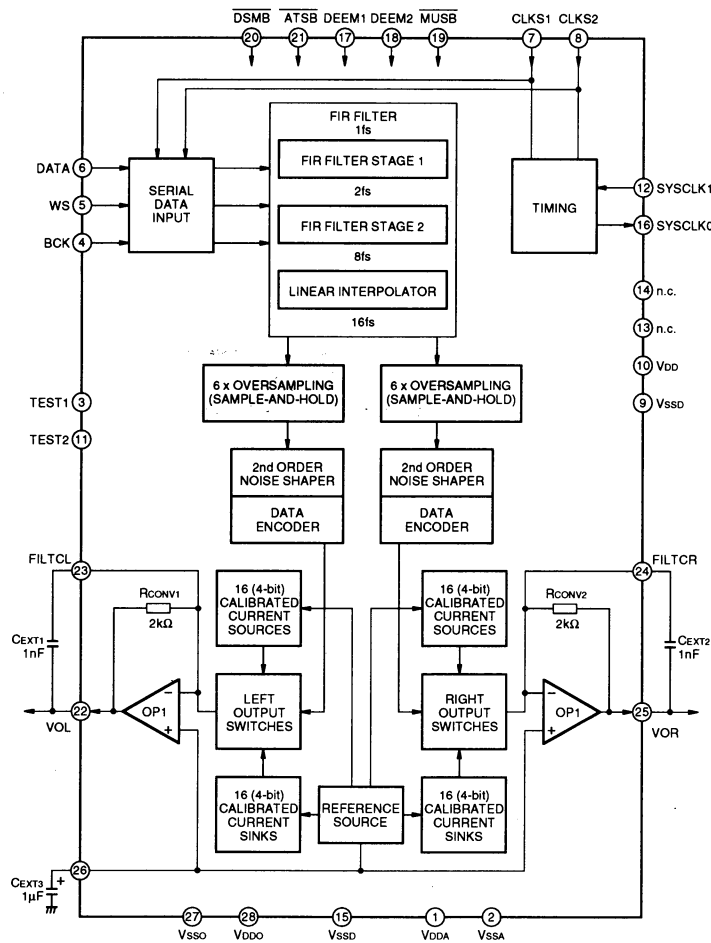 DSMB ATSB DEEM1 DEEM2 MUSB CLKS1 CLKS2
20 21 17 18 19 7 8
FIR FILTER
1fs
FIR FILTER STAGE 1
2fs
FIR FILTER STAGE 2
8fs
LINEAR INTERPOLATOR
16fs
DATA 6
WS 5
BCK 4
SERIAL
DATA
INPUT
TIMING
12 SYSCLK1
16 SYSCLKO
14 n.c.
13 n.c.
10 VDD
9 VSSD
TEST1 3
TEST2 11
6 x OVERSAMPLING
(SAMPLE-AND-HOLD)
6 x OVERSAMPLING
(SAMPLE-AND-HOLD)
2nd ORDER
NOISE SHAPER
DATA
ENCODER
2nd ORDER
NOISE SHAPER
DATA
ENCODER
FILTCL
23
FILTCR
24
RCONV1
2kΩ
CEXT1
1nF
16 (4-bit)
CALIBRATED
CURRENT
SOURCES
16 (4-bit)
CALIBRATED
CURRENT
SOURCES
RCONV2
2kΩ
CEXT2
1nF
22
VOL
OP1
−
+
LEFT
OUTPUT
SWITCHES
RIGHT
OUTPUT
SWITCHES
−
+
OP1
25
VOR
16 (4-bit)
CALIBRATED
CURRENT
SINKS
REFERENCE
SOURCE
16 (4-bit)
CALIBRATED
CURRENT
SINKS
26
CEXT3 +
1μF
27 28 15 1 2
VSSO VDDO VSSD VDDA VSSA